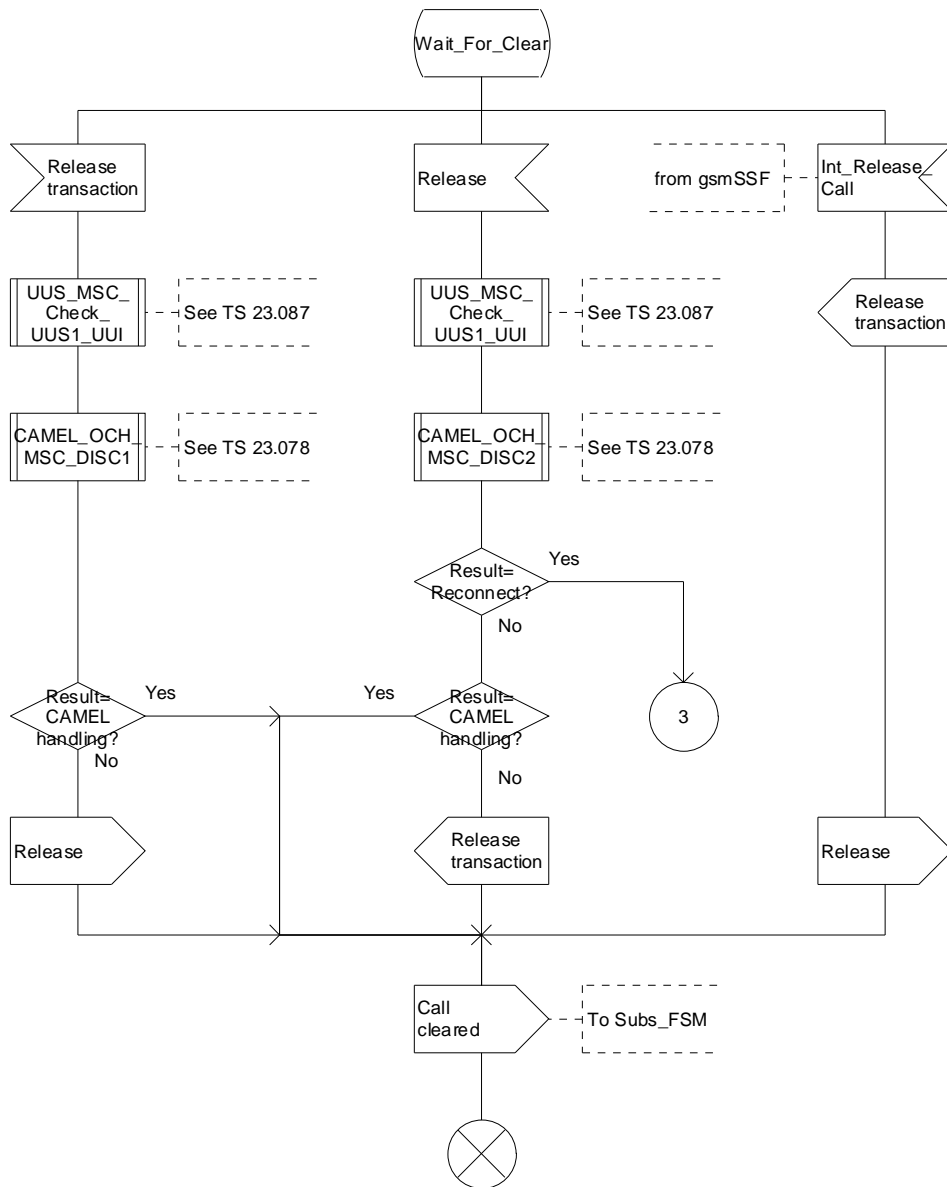 Wait_For_Clear
Release
transaction
Release
from gsmSSF
Int_Release_
Call
UUS_MSC_
Check_
UUS1_UUI
See TS 23.087
UUS_MSC_
Check_
UUS1_UUI
See TS 23.087
Release
transaction
CAMEL_OCH_
MSC_DISC1
See TS 23.078
CAMEL_OCH_
MSC_DISC2
See TS 23.078
Result=
Reconnect?
Yes
No
Result=
CAMEL
handling?
Yes
No
Yes
Result=
CAMEL
handling?
No
3
Release
Release
transaction
Release
Call
cleared
To Subs_FSM